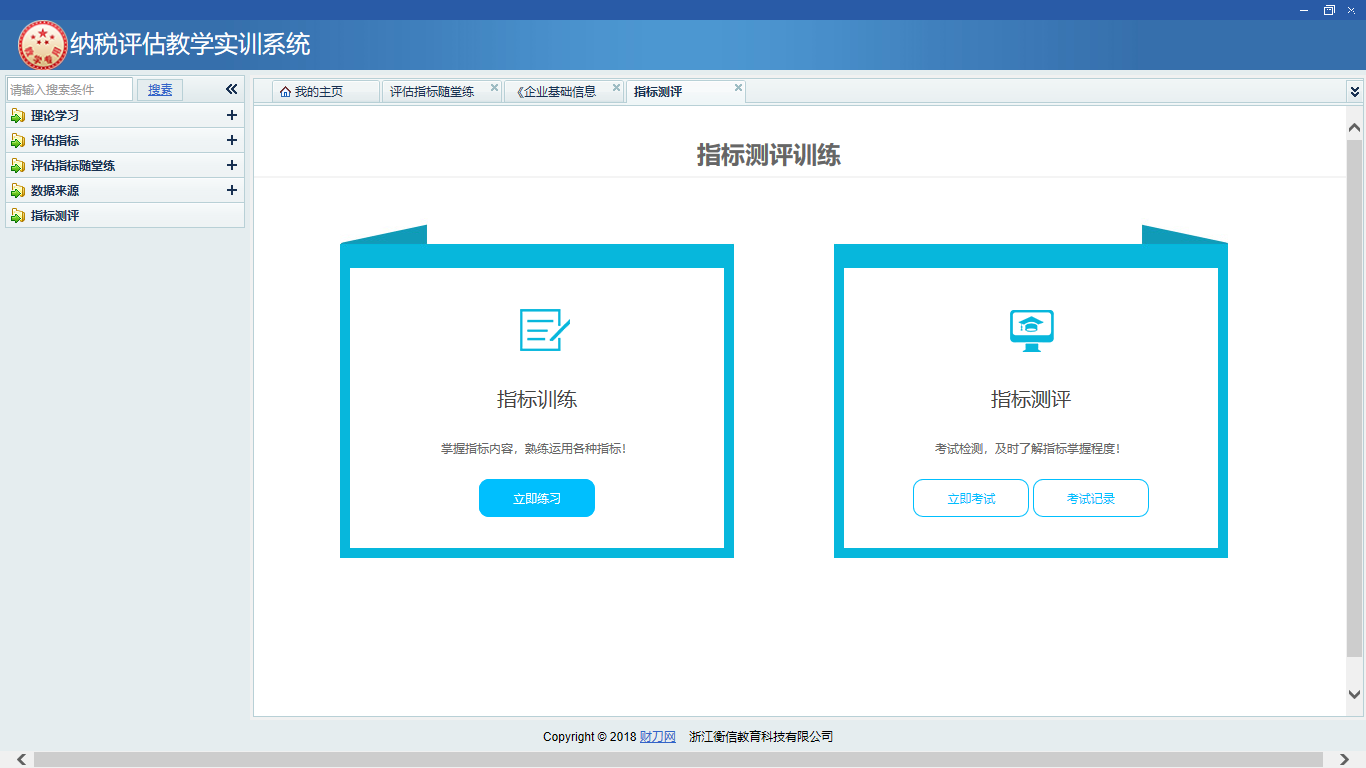 纳税评估教学实训系统
请输入搜索条件 搜素
我的主页 评估指标随堂练 《企业基础信息 指标测评
理论学习
评估指标
评估指标随堂练
数据来源
指标测评
指标测评训练
指标训练
掌握指标内容，熟练运用各种指标！
立即练习
指标测评
考试检测，及时了解指标掌握程度！
立即考试 考试记录
Copyright © 2018 财刀网 浙江衡信教育科技有限公司